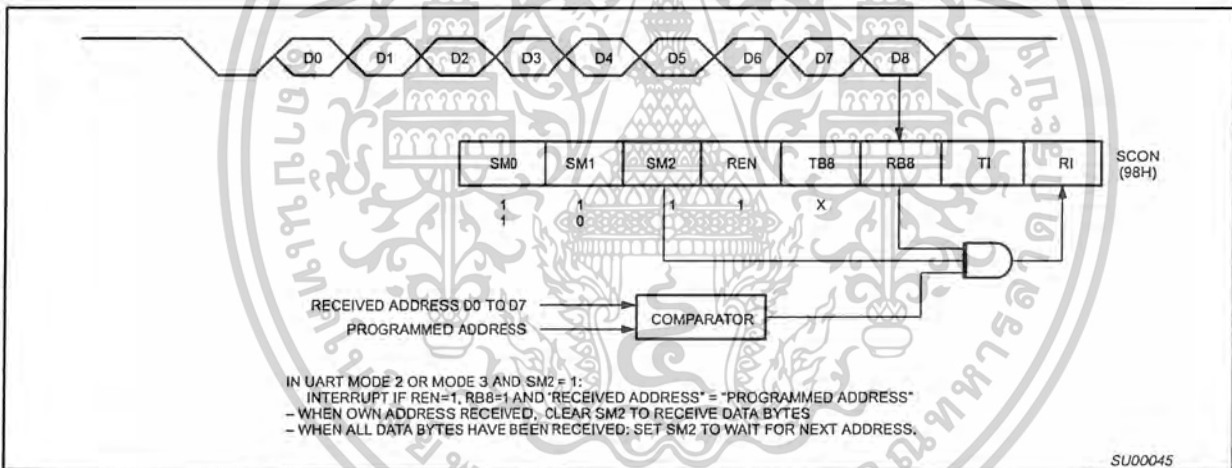 D0 D1 D2 D3 D4 D5 D6 D7 D8
SM0 SM1 SM2 REN TB8 RB8 TI RI
SCON
(98H)
1 1 1 1 X
1 0
RECEIVED ADDRESS D0 TO D7
PROGRAMMED ADDRESS
COMPARATOR
IN UART MODE 2 OR MODE 3 AND SM2 = 1:
INTERRUPT IF REN=1, RB8=1 AND "RECEIVED ADDRESS" = "PROGRAMMED ADDRESS"
– WHEN OWN ADDRESS RECEIVED, CLEAR SM2 TO RECEIVE DATA BYTES
– WHEN ALL DATA BYTES HAVE BEEN RECEIVED: SET SM2 TO WAIT FOR NEXT ADDRESS.
SU00045